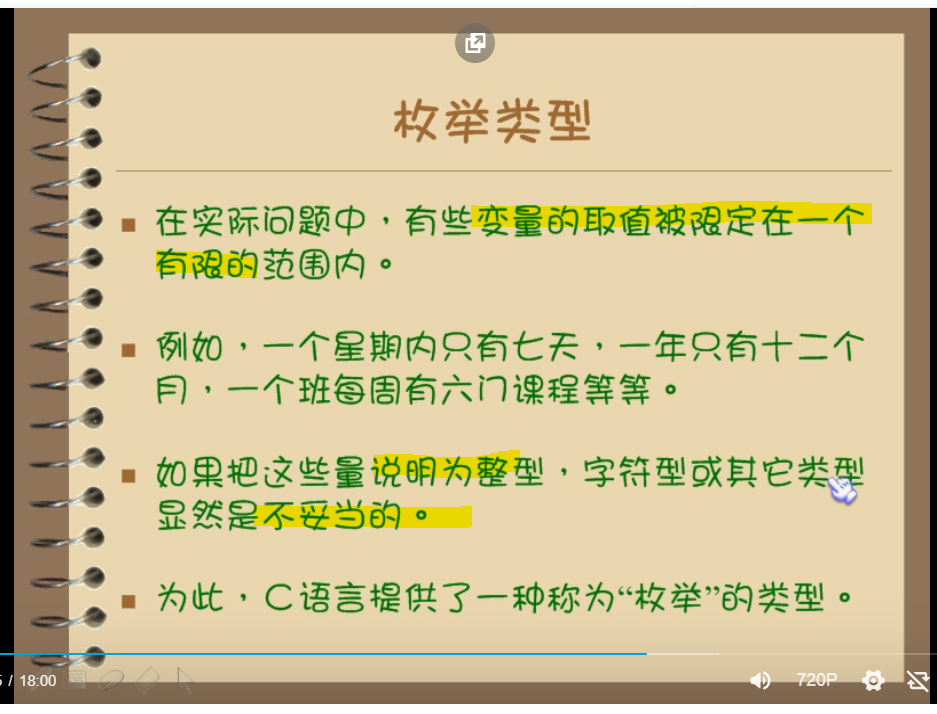 枚举类型
在实际问题中，有些变量的取值被限定在一个
有限的范围内。
例如，一个星期内只有七天，一年只有十二个
月，一个班每周有六门课程等等。
如果把这些量说明为整型，字符型或其它类型
显然是不妥当的。
为此，C语言提供了一种称为“枚举”的类型。
/ 18:00
720P